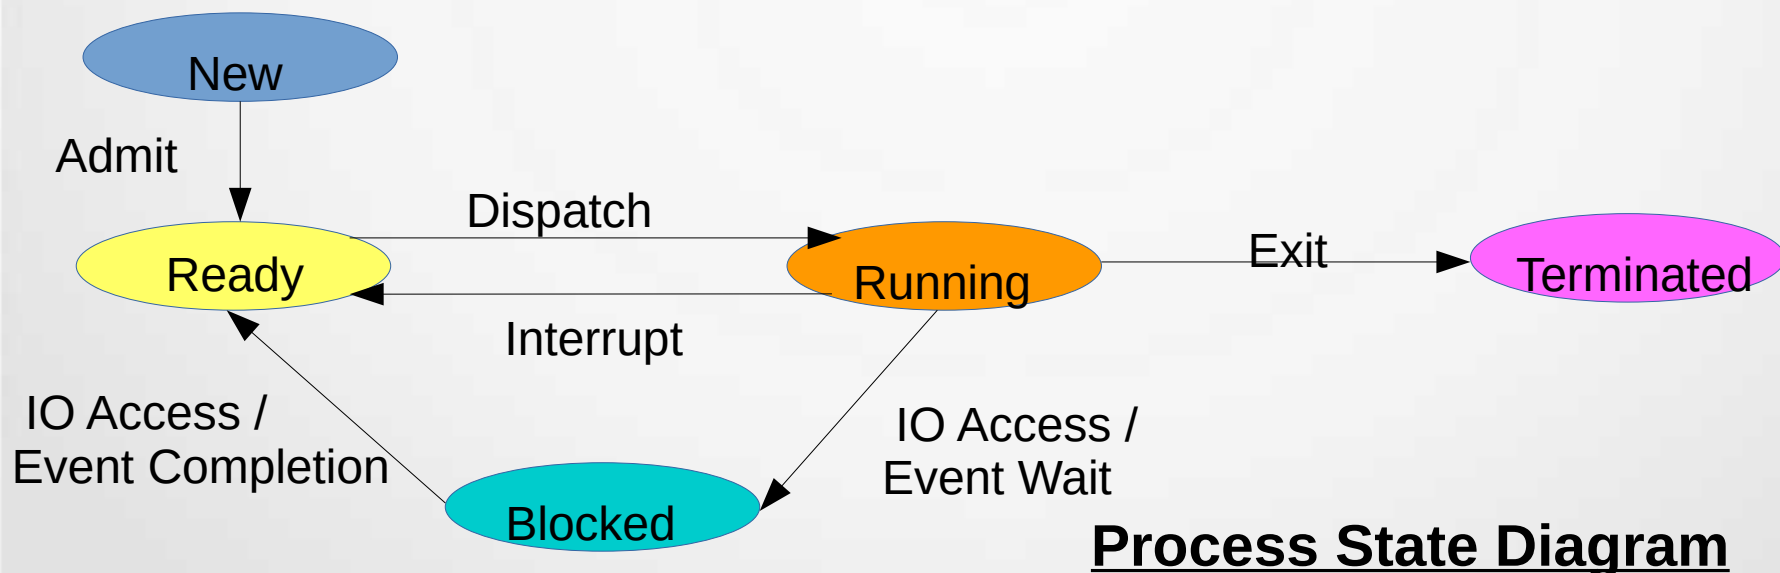 New
Admit
Dispatch
Ready
Running
Exit
Terminated
Interrupt
IO Access /
Event Completion
IO Access /
Event Wait
Blocked
Process State Diagram